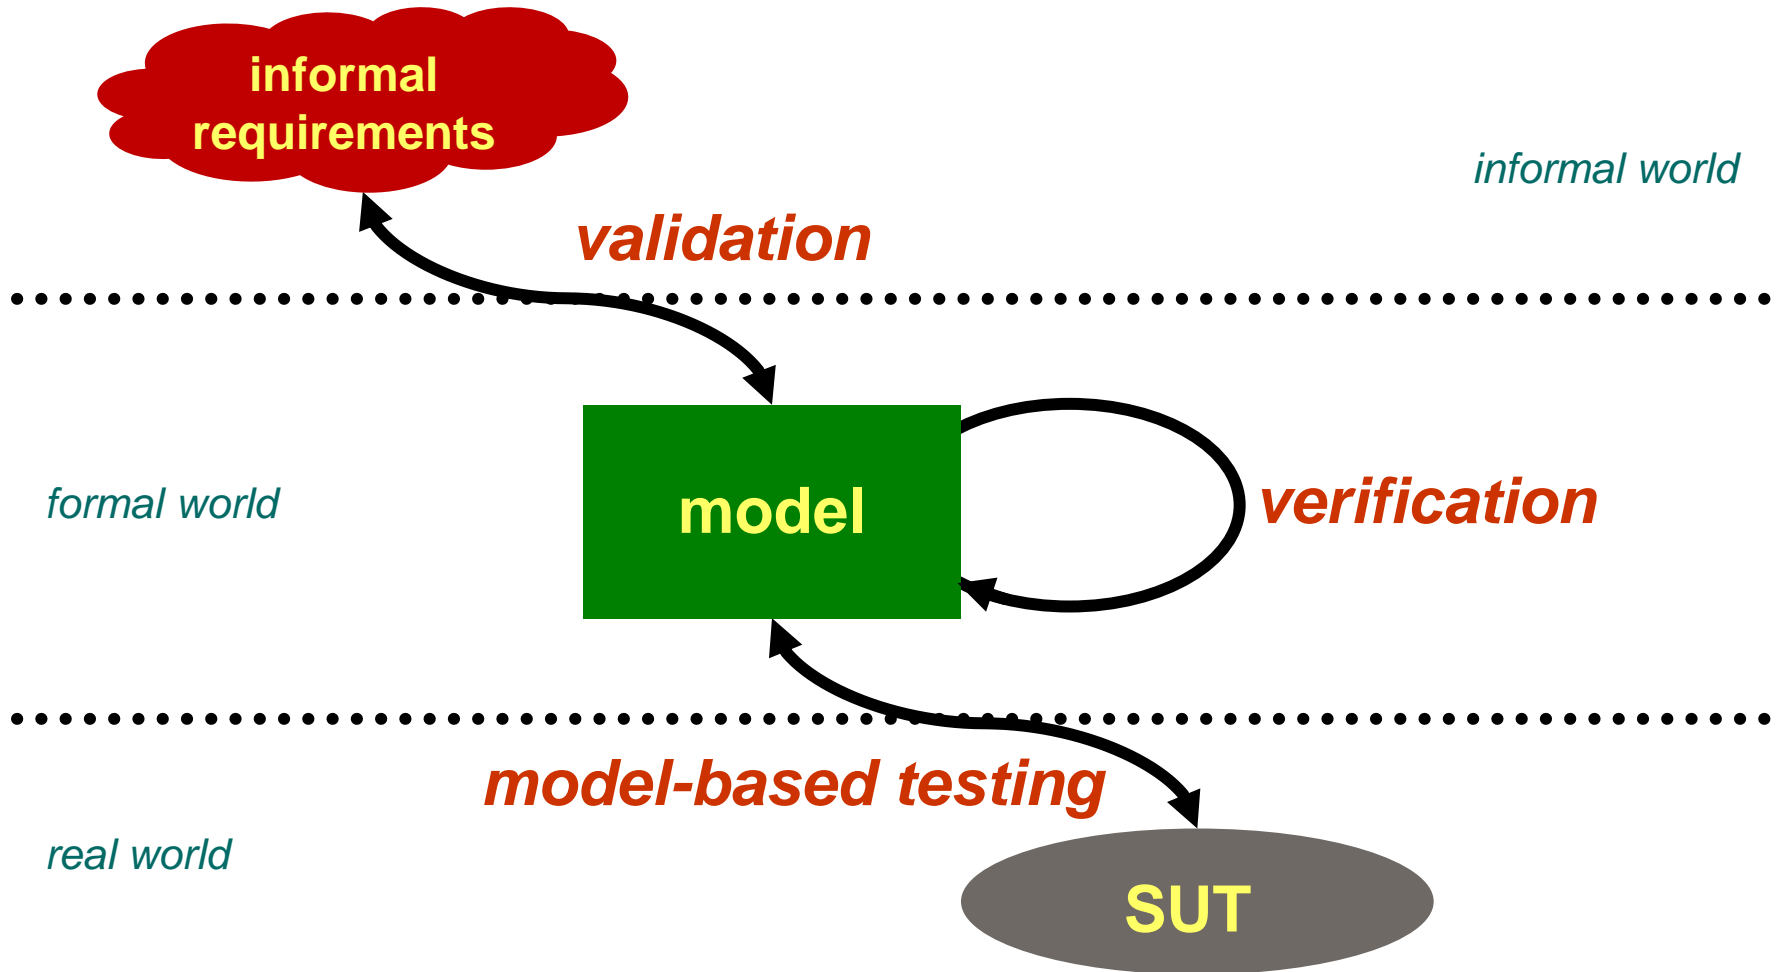 informal
requirements
informal world
validation
formal world
model
verification
model-based testing
real world
SUT